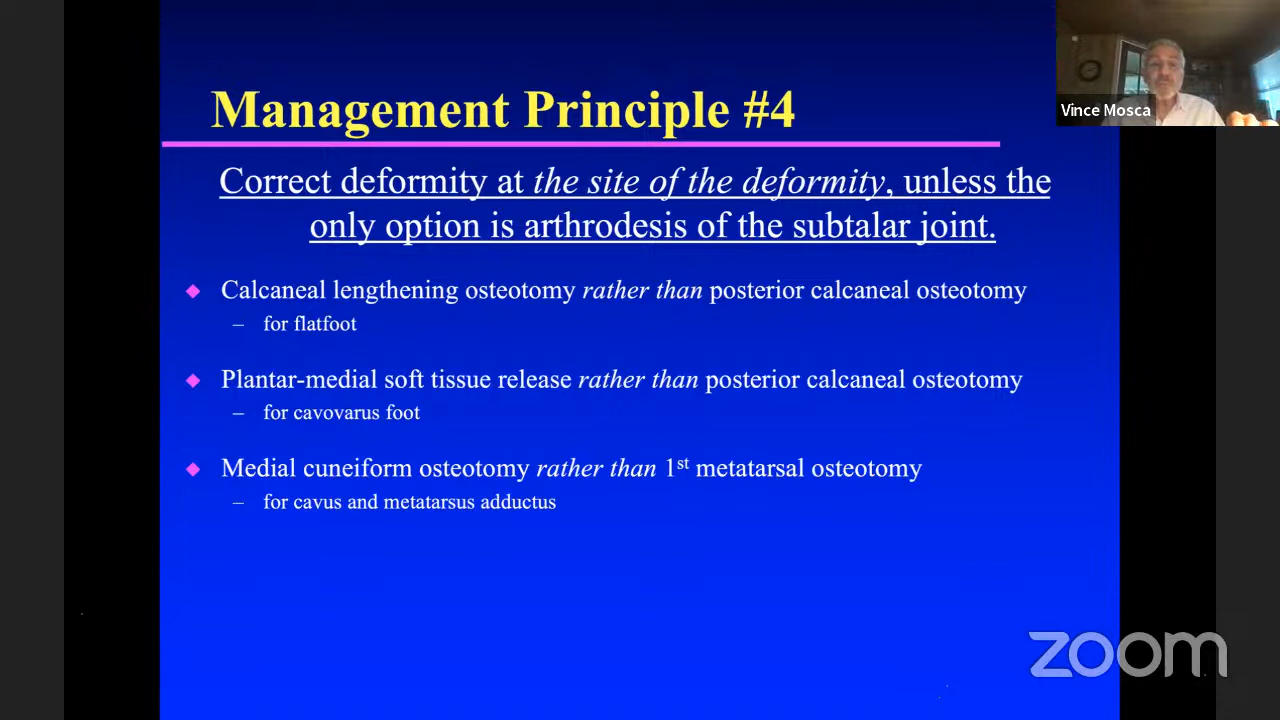 Management Principle #4
Vince Mosca
Correct deformity at the site of the deformity, unless the
only option is arthrodesis of the subtalar joint.
◆ Calcaneal lengthening osteotomy rather than posterior calcaneal osteotomy
– for flatfoot
◆ Plantar-medial soft tissue release rather than posterior calcaneal osteotomy
– for cavovarus foot
◆ Medial cuneiform osteotomy rather than 1st metatarsal osteotomy
– for cavus and metatarsus adductus
zoom